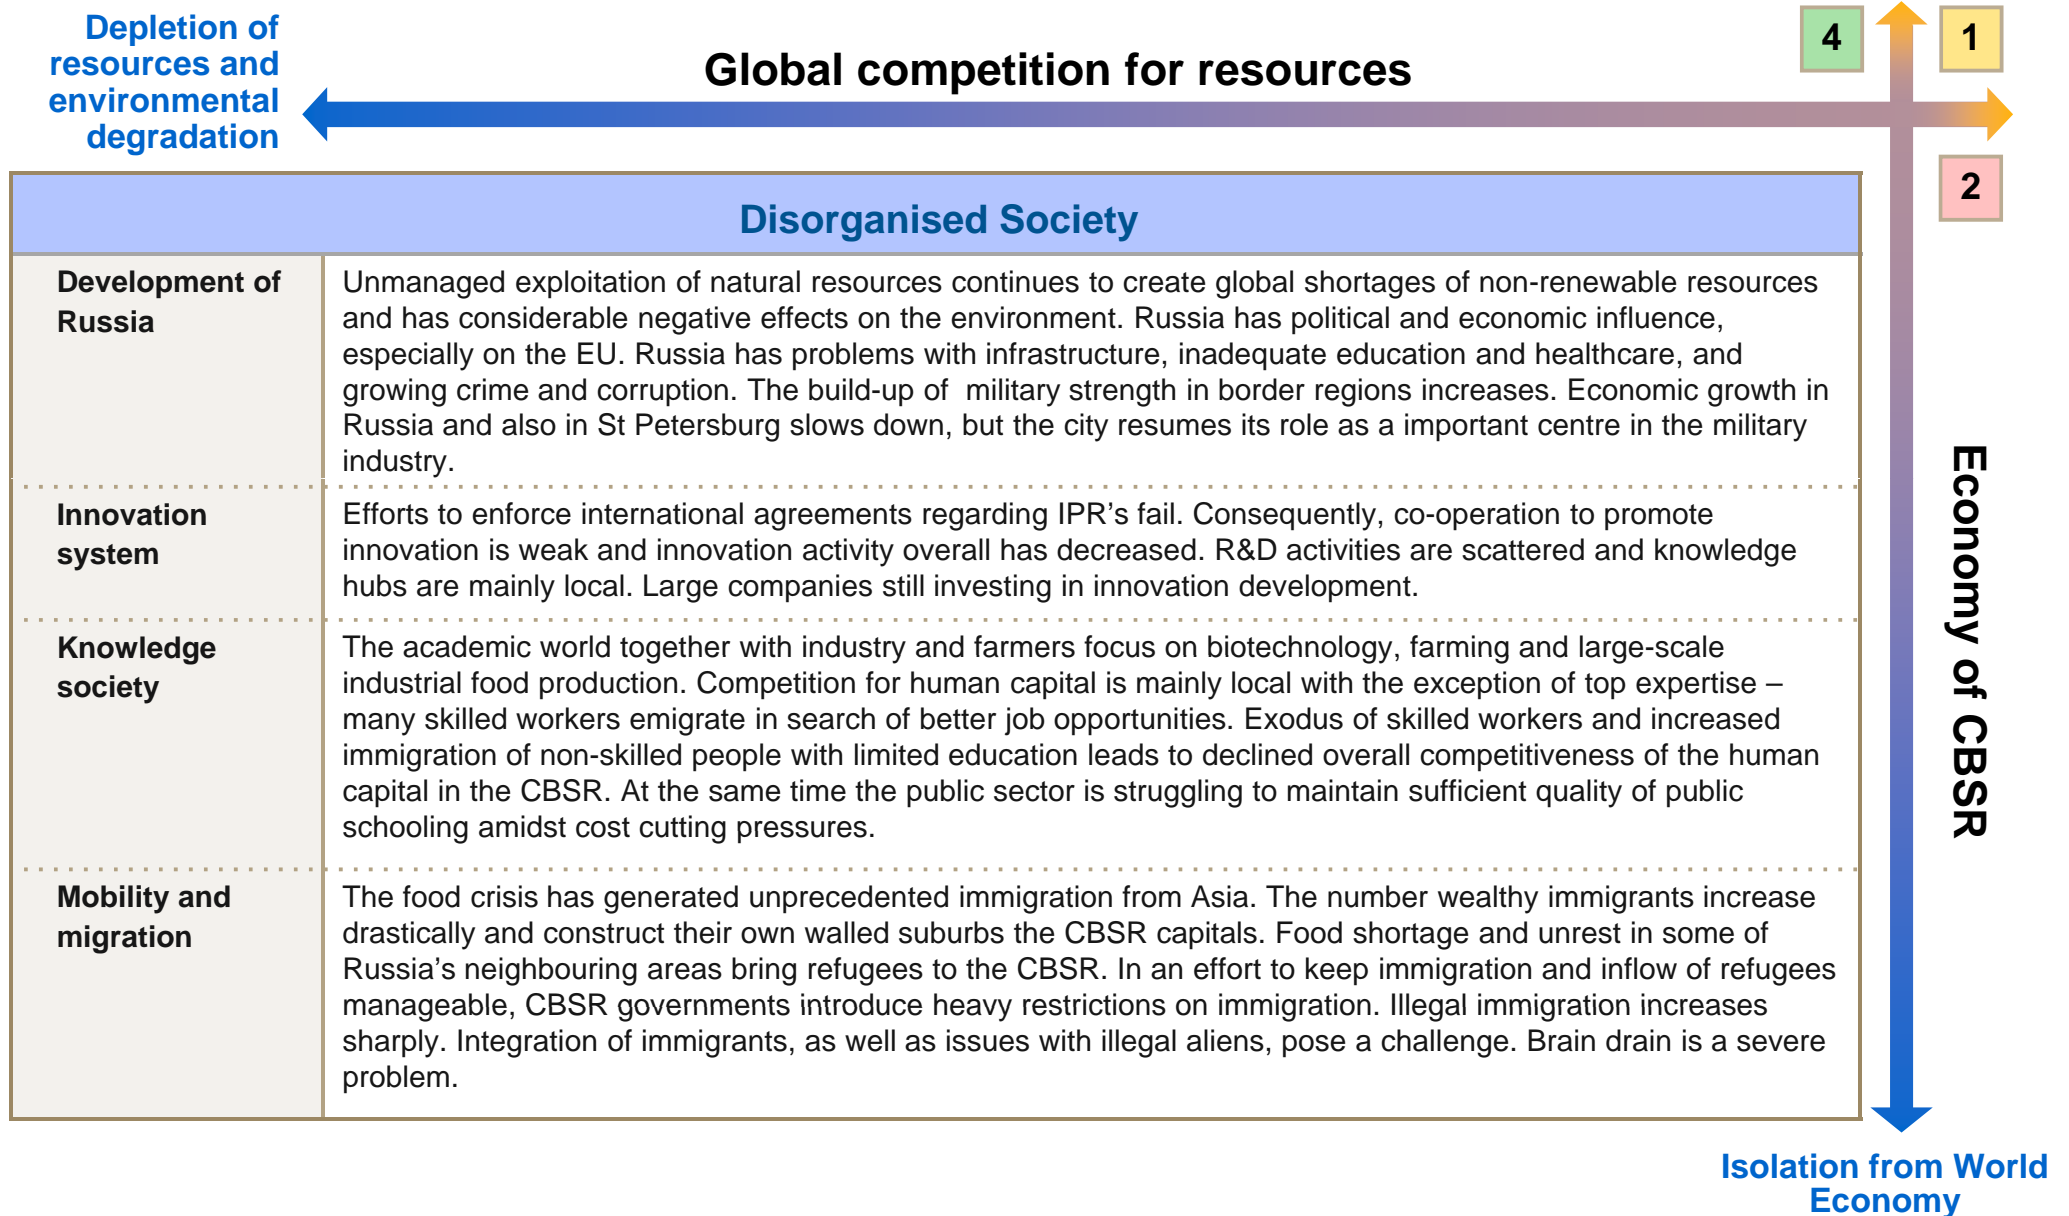 Depletion of
resources and
environmental
degradation
Global competition for resources
4
1
2
Disorganised Society
Development of
Russia
Unmanaged exploitation of natural resources continues to create global shortages of non-renewable resources
and has considerable negative effects on the environment. Russia has political and economic influence,
especially on the EU. Russia has problems with infrastructure, inadequate education and healthcare, and
growing crime and corruption. The build-up of  military strength in border regions increases. Economic growth in
Russia and also in St Petersburg slows down, but the city resumes its role as a important centre in the military
industry.
Innovation
system
Efforts to enforce international agreements regarding IPR’s fail. Consequently, co-operation to promote
innovation is weak and innovation activity overall has decreased. R&D activities are scattered and knowledge
hubs are mainly local. Large companies still investing in innovation development.
Knowledge
society
The academic world together with industry and farmers focus on biotechnology, farming and large-scale
industrial food production. Competition for human capital is mainly local with the exception of top expertise –
many skilled workers emigrate in search of better job opportunities. Exodus of skilled workers and increased
immigration of non-skilled people with limited education leads to declined overall competitiveness of the human
capital in the CBSR. At the same time the public sector is struggling to maintain sufficient quality of public
schooling amidst cost cutting pressures.
Mobility and
migration
The food crisis has generated unprecedented immigration from Asia. The number wealthy immigrants increase
drastically and construct their own walled suburbs the CBSR capitals. Food shortage and unrest in some of
Russia’s neighbouring areas bring refugees to the CBSR. In an effort to keep immigration and inflow of refugees
manageable, CBSR governments introduce heavy restrictions on immigration. Illegal immigration increases
sharply. Integration of immigrants, as well as issues with illegal aliens, pose a challenge. Brain drain is a severe
problem.
Economy of CBSR
Isolation from World
Economy